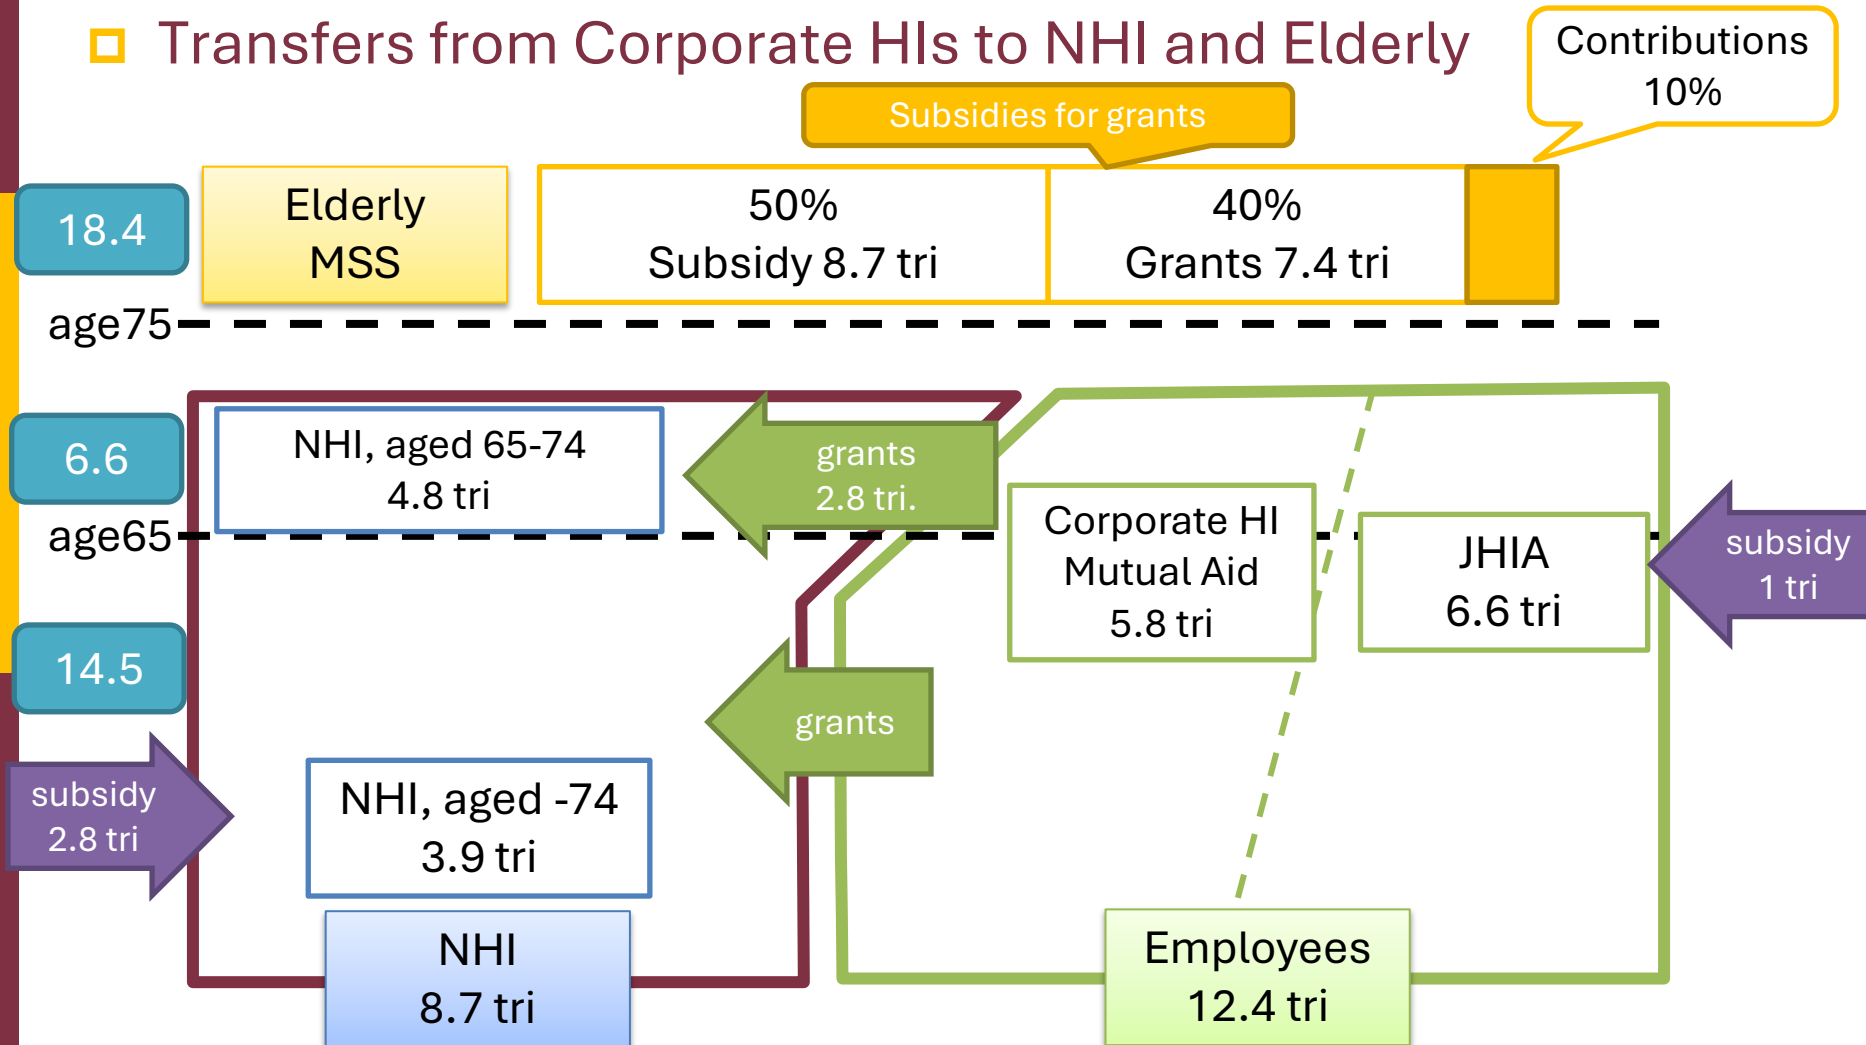 Transfers from Corporate HIs to NHI and Elderly
Contributions
10%
Subsidies for grants
18.4
Elderly
MSS
50%
Subsidy 8.7 tri
40%
Grants 7.4 tri
age75
6.6
NHI, aged 65-74
4.8 tri
grants
2.8 tri.
Corporate HI
Mutual Aid
5.8 tri
JHIA
6.6 tri
subsidy
1 tri
age65
14.5
grants
subsidy
2.8 tri
NHI, aged -74
3.9 tri
NHI
8.7 tri
Employees
12.4 tri